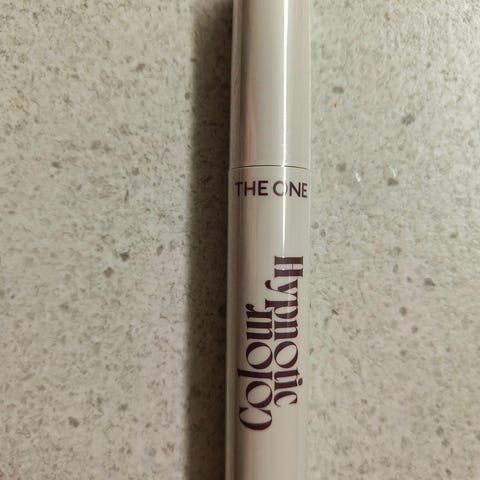 THE ONE
Hypnotic
Colour